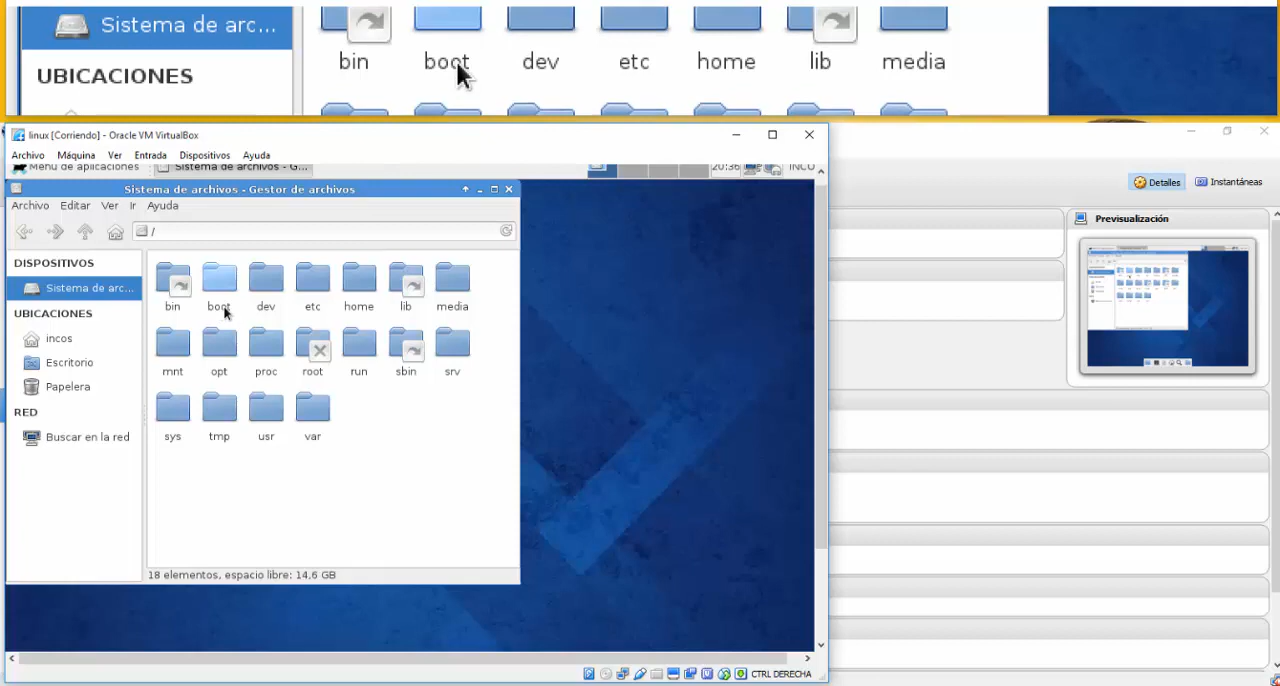 Sistema de arc...
UBICACIONES
bin boot dev etc home lib media
linux [Corriendo] - Oracle VM VirtualBox
Archivo Máquina Ver Entrada Dispositivos Ayuda
Menú de aplicaciones Sistema de archivos - G... 20:36 INCO
Sistema de archivos - Gestor de archivos
Archivo Editar Ver Ir Ayuda
/
DISPOSITIVOS
Sistema de arc...
UBICACIONES
incos
Escritorio
Papelera
RED
Buscar en la red
bin boot dev etc home lib media
mnt opt proc root run sbin srv
sys tmp usr var
18 elementos, espacio libre: 14,6 GB
CTRL DERECHA
Detalles Instantáneas
Previsualización